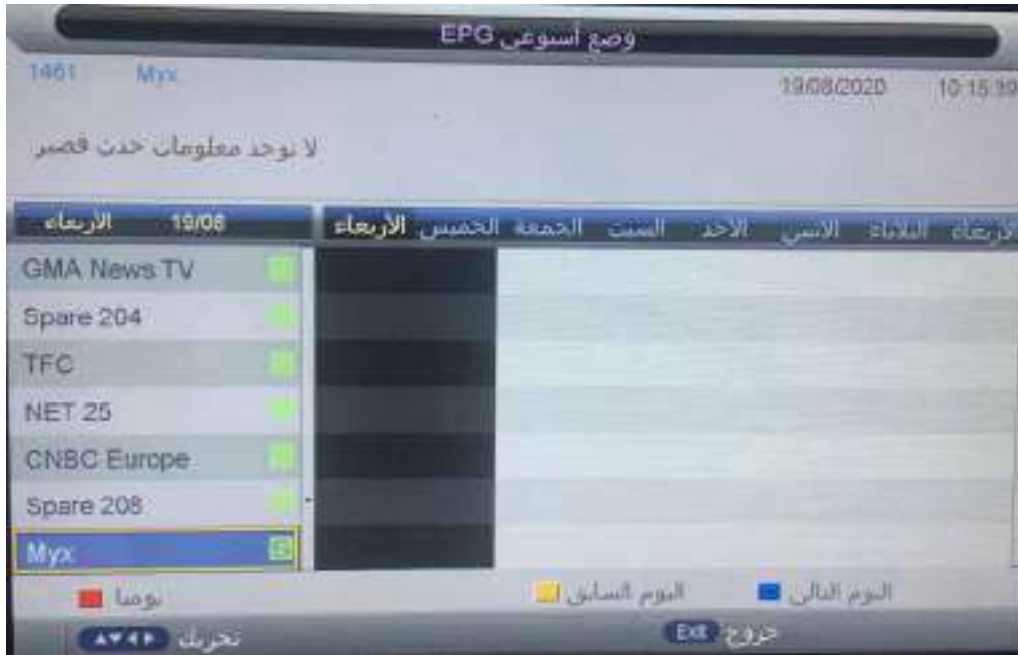 وضع أسبوعي EPG
1461 Myx 19/08/2020 10:15:39
لا توجد معلومات حدث قصير
الأربعاء 19/08 الأربعاء الخميس الجمعة السبت الأحد الاثنين الثلاثاء الأربعاء
GMA News TV
Spare 204
TFC
NET 25
CNBC Europe
Spare 208
Myx
يوميا اليوم السابق اليوم التالي
تحريك خروج Exit